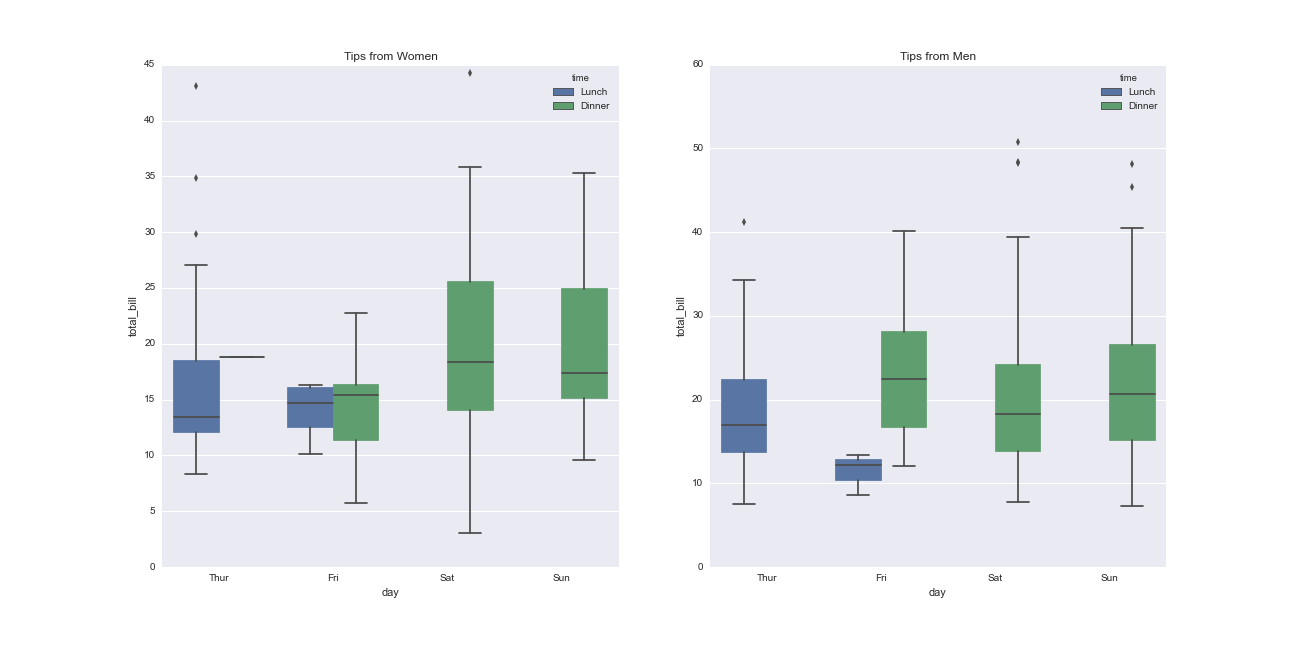 Tips from Women
time
Lunch
Dinner
45
40
35
30
25
20
15
10
5
0
total_bill
Thur Fri Sat Sun
day
Tips from Men
time
Lunch
Dinner
60
50
40
30
20
10
0
total_bill
Thur Fri Sat Sun
day